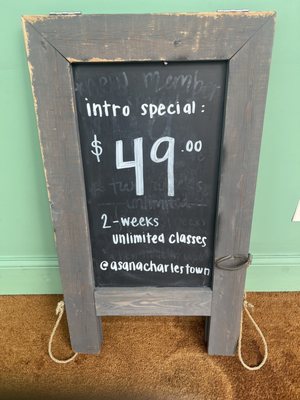 intro special:
$49.00
2-weeks
unlimited classes
@asanacharlestown